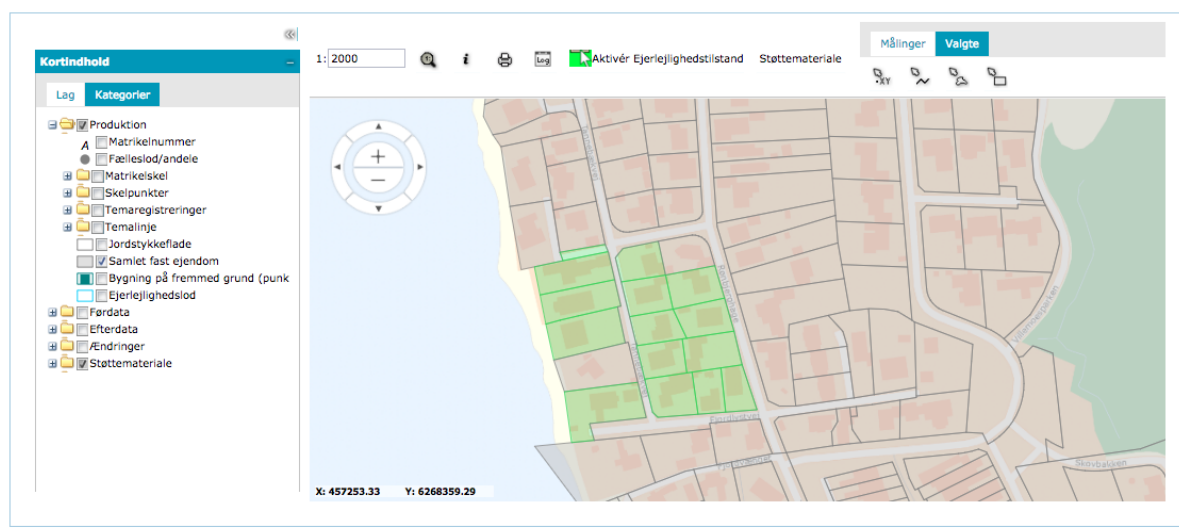 1: 2000
Log
Aktivér Ejerlejlighedstilstand
Støttemateriale
Målinger
Valgte
XY
Kortindhold
Lag
Kategorier
Produktion
A Matrikelnummer
Fælleslod/andele
Matrikelskel
Skelpunkter
Temaregistreringer
Temalinje
Jordstykkeflade
Samlet fast ejendom
Bygning på fremmed grund (punk
Ejerlejlighedslod
Førdata
Efterdata
Ændringer
Støttemateriale
Villaenesparken
Skovbakken
X: 457253.33 Y: 6268359.29